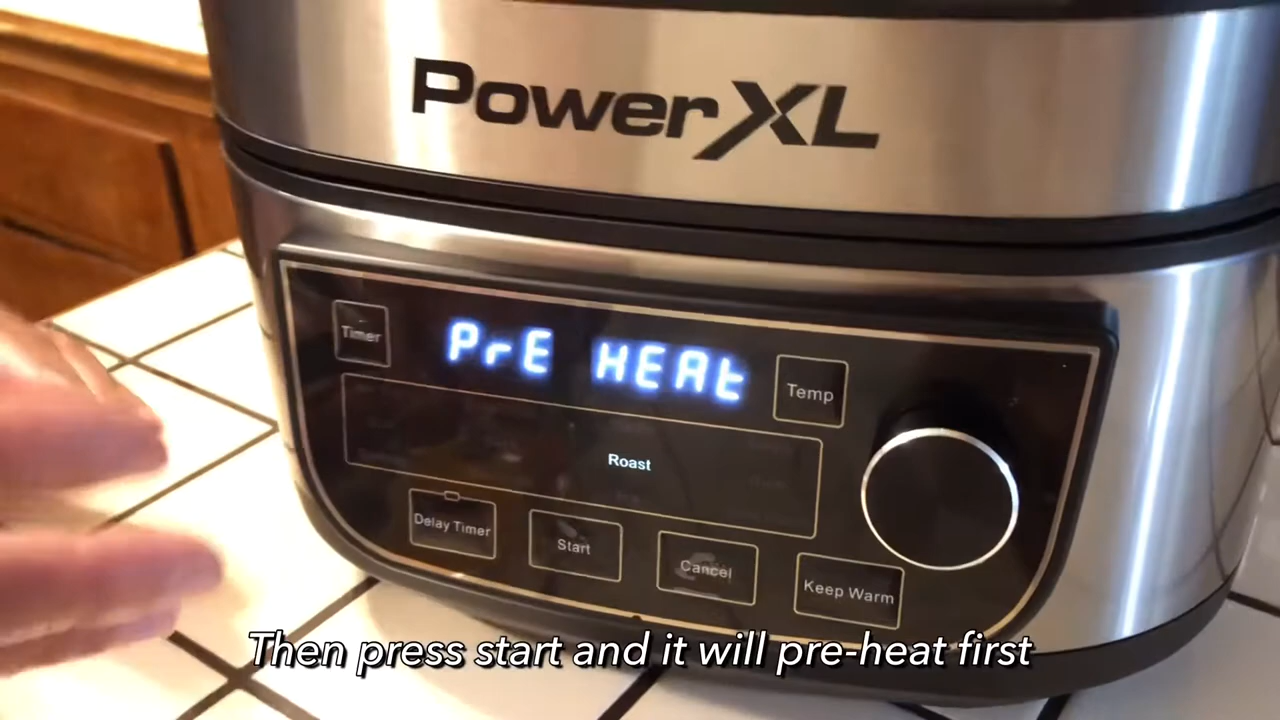 PowerXL
Timer
PrE HEAt
Temp
Roast
Delay Timer
Start
Cancel
Keep Warm
Then press start and it will pre-heat first